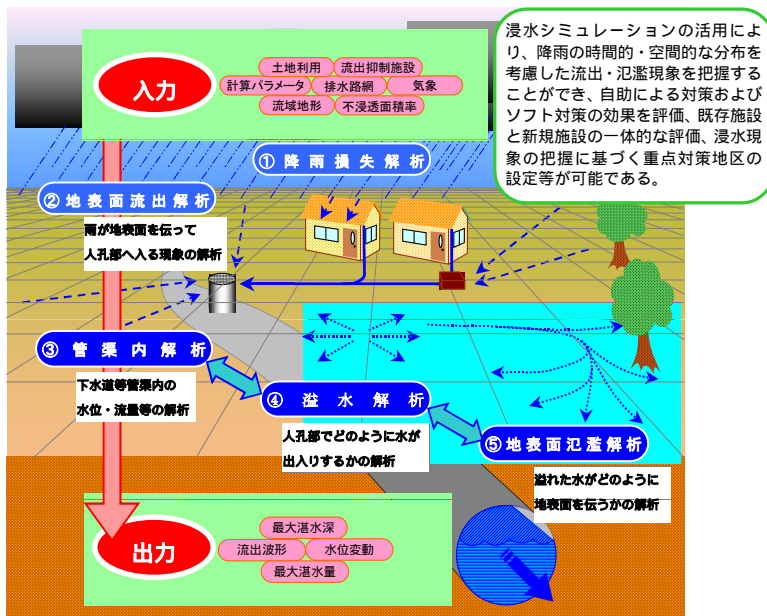 浸水シミュレーションの活用によ
り、降雨の時間的・空間的な分布を
考慮した流出・氾濫現象を把握する
ことができ、自助による対策および
ソフト対策の効果を評価、既存施設
と新規施設の一体的な評価、浸水
現象の把握に基づく重点対策地区の
設定等が可能である。
入力
土地利用 流出抑制施設
計算パラメータ 排水路網 気象
流域地形 不浸透面積率
①降雨損失解析
②地表面流出解析
雨が地表面を伝って
人孔部へ入る現象の解析
③管渠内解析
下水道等管渠内の
水位・流量等の解析
④溢水解析
人孔部でどのように水が
出入りするかの解析
⑤地表面氾濫解析
溢れた水がどのように
地表面を伝うかの解析
出力
最大湛水深
流出波形 水位変動
最大湛水量